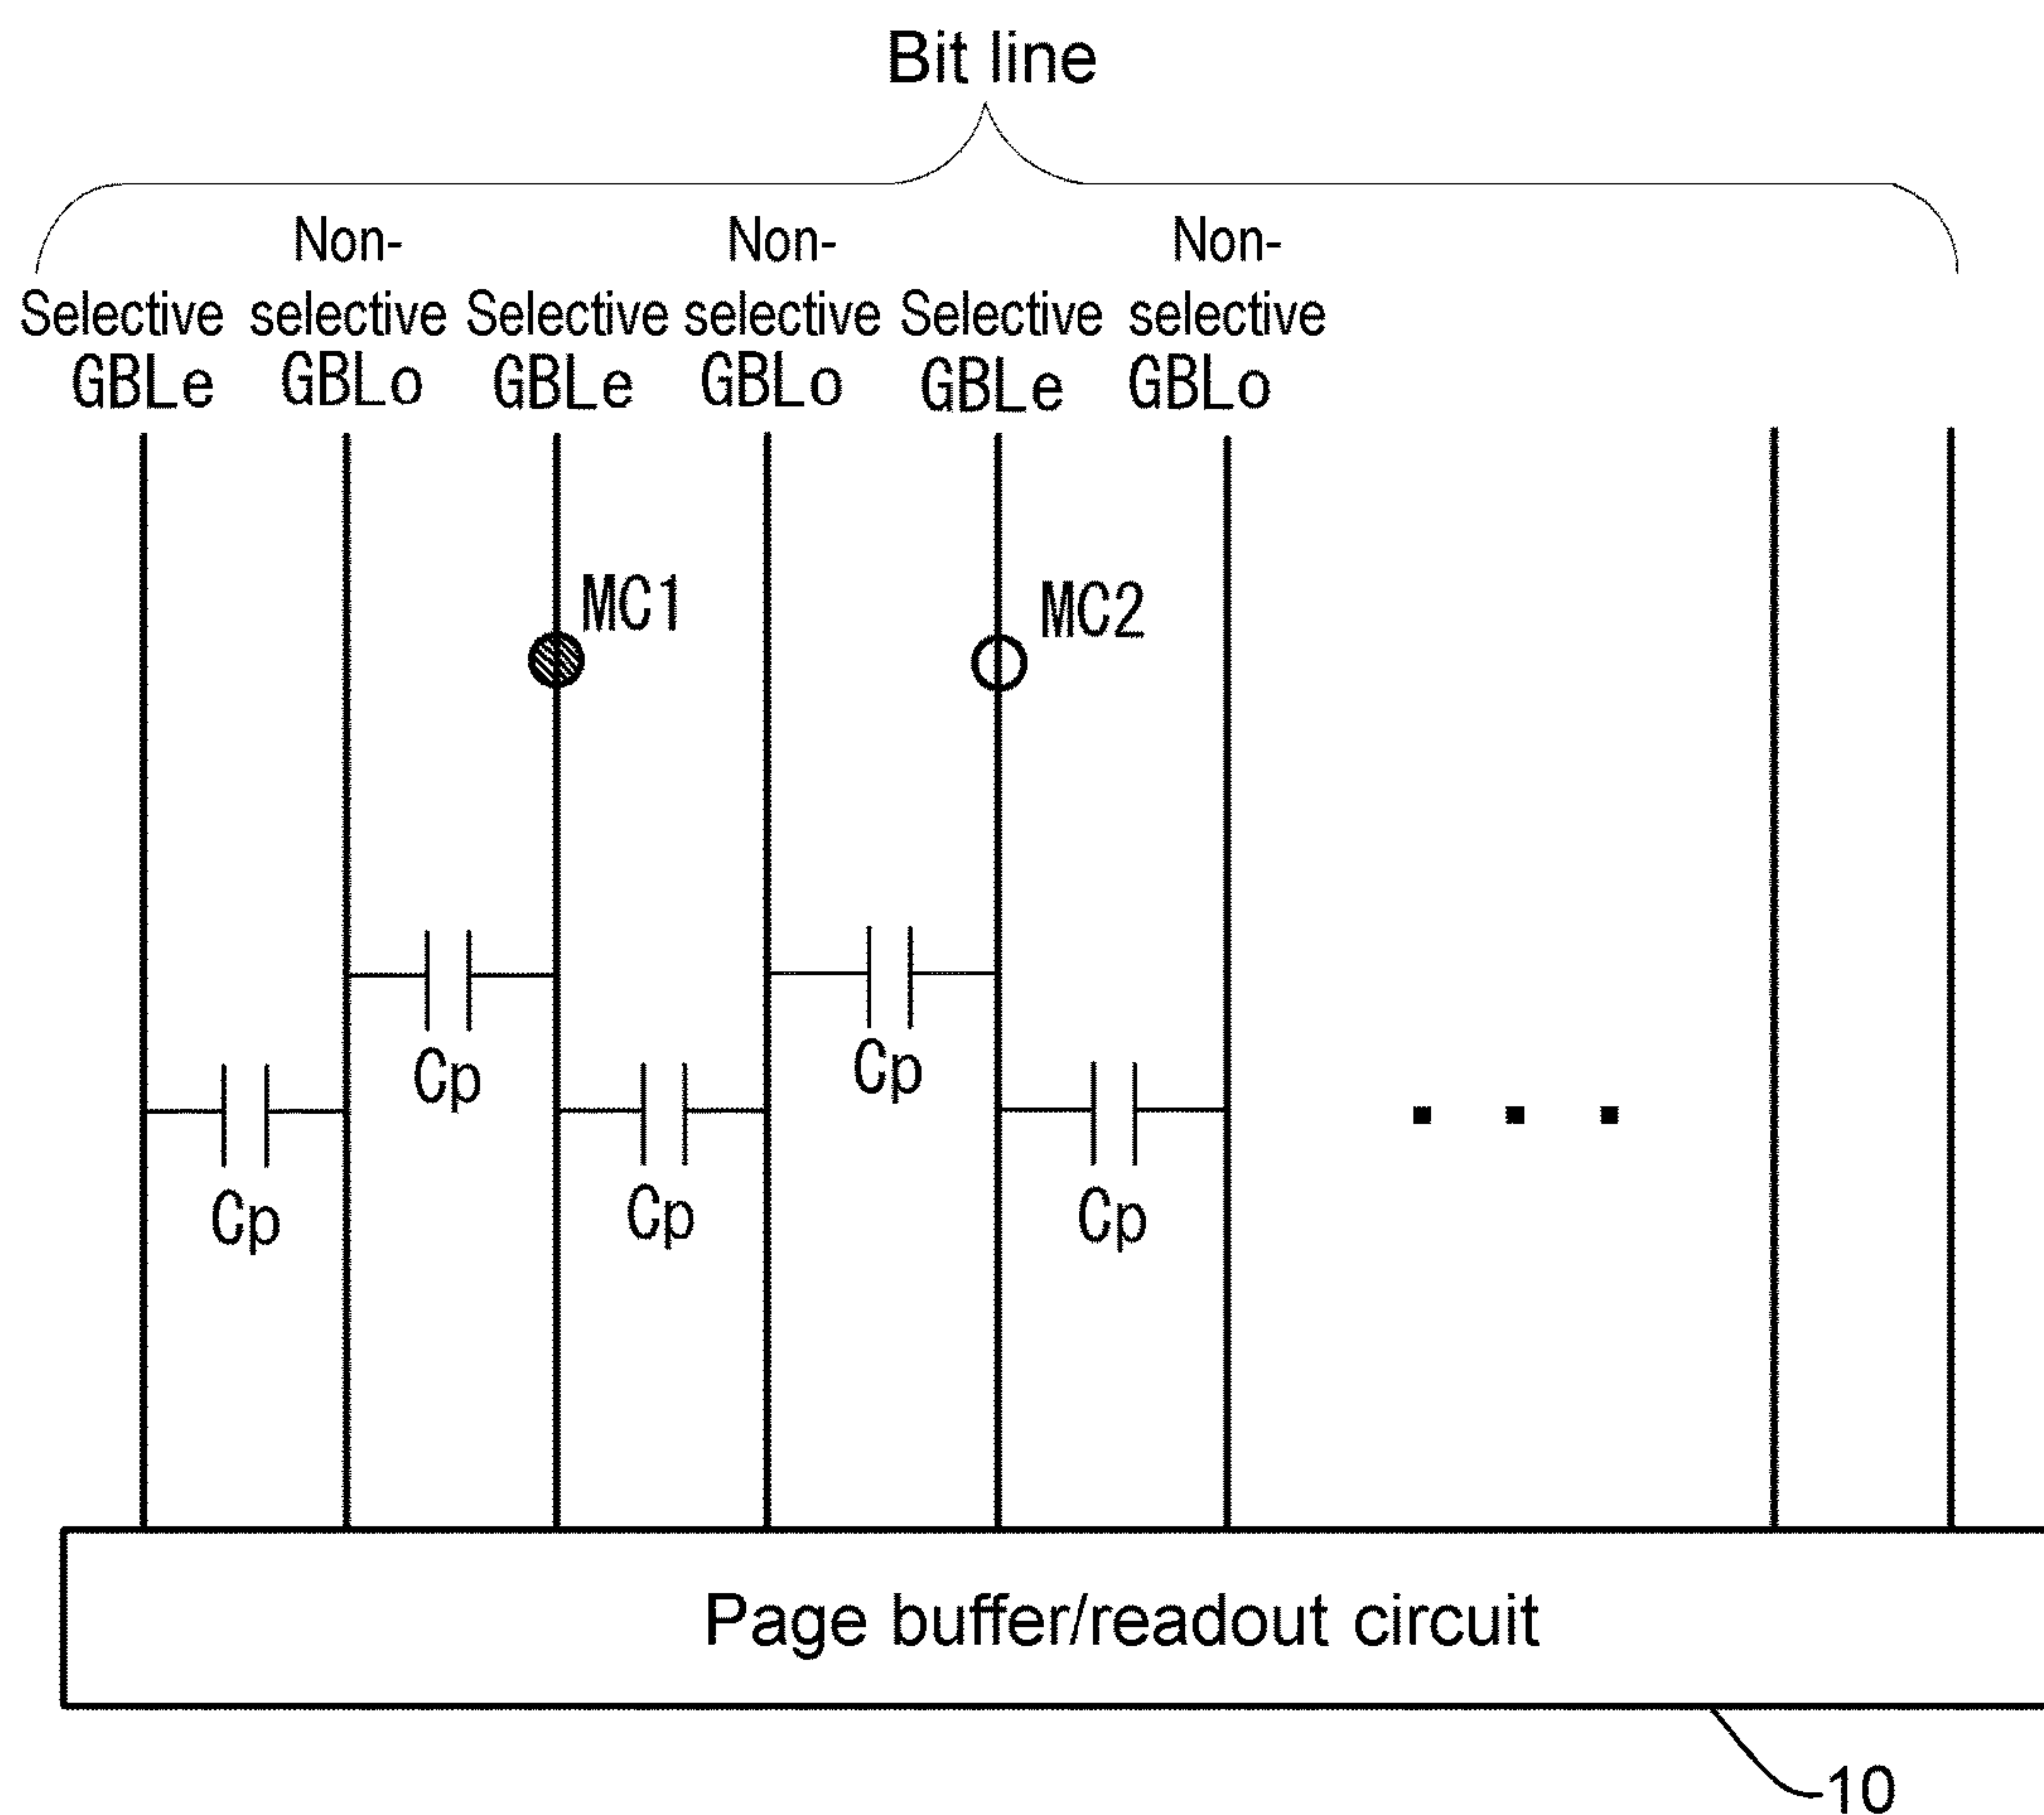 Bit line
Non- Non- Non-
Selective selective Selective selective Selective selective
GBLe GBLo GBLe GBLo GBLe GBLo
MC1 MC2
Cp Cp
Cp Cp Cp
Page buffer/readout circuit
10